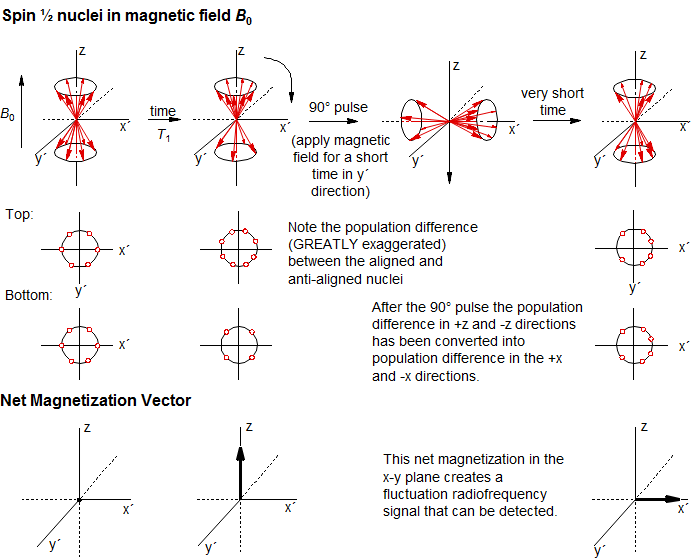 Spin ½ nuclei in magnetic field B0
z
z
z
z
B0
time
T1
90° pulse
(apply magnetic
field for a short
time in y´
direction)
very short
time
x´
x´
x´
x
y´
y´
y´
y´
Top:
x´
y´
Note the population difference
(GREATLY exaggerated)
between the aligned and
anti-aligned nuclei
x´
y´
Bottom:
x´
After the 90° pulse the population
difference in +z and -z directions
has been converted into
population difference in the +x
and -x directions.
x´
Net Magnetization Vector
z
z
z
This net magnetization in the
x-y plane creates a
fluctuation radiofrequency
signal that can be detected.
x´
x´
x´
y´
y´
y´